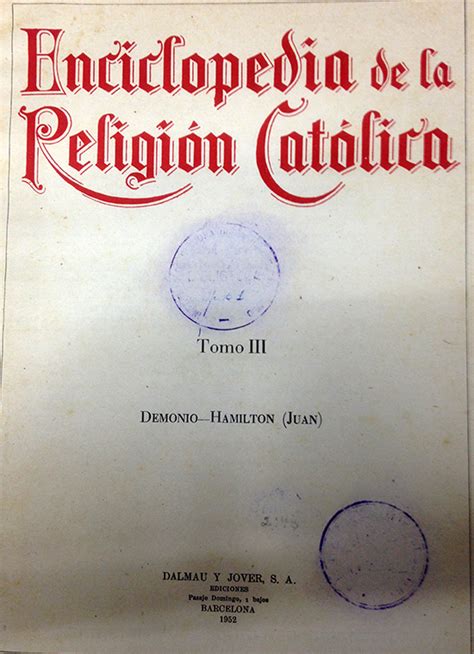 Enciclopedia de la
Religión Católica
Tomo III
DEMONIO—HAMILTON (JUAN)
DALMAU Y JOVER, S. A.
EDICIONES
Pasaje Domingo, 1 bajos
BARCELONA
1952